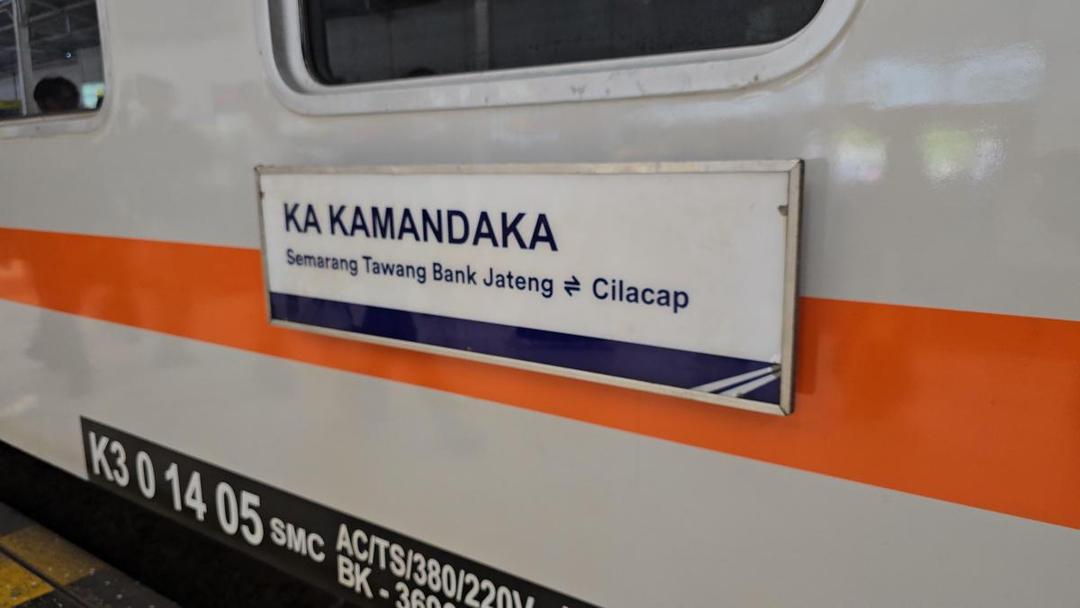 KA KAMANDAKA
Semarang Tawang Bank Jateng ⇌ Cilacap
K3 0 14 05 SMC
AC/TS/380/220V
BK -